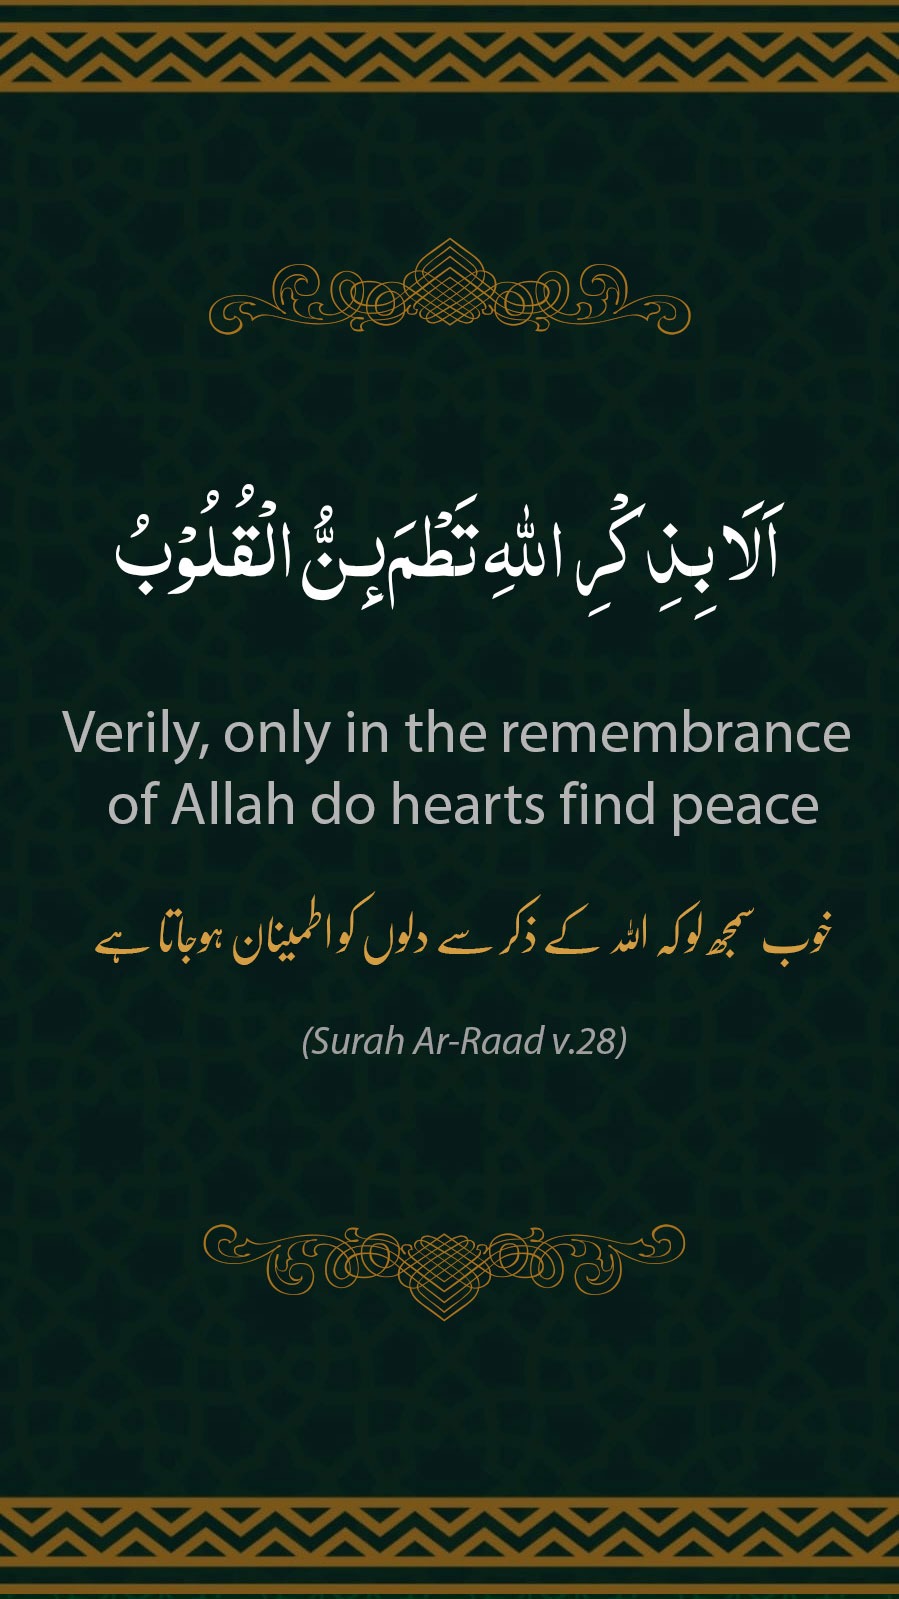 اَلَا بِذِكْرِ اللّٰهِ تَطْمَىِٕنُّ الْقُلُوْبُ
Verily, only in the remembrance
of Allah do hearts find peace
خوب سمجھ لو کہ اللہ کے ذکر سے دلوں کو اطمینان ہوجاتا ہے
(Surah Ar-Raad v.28)